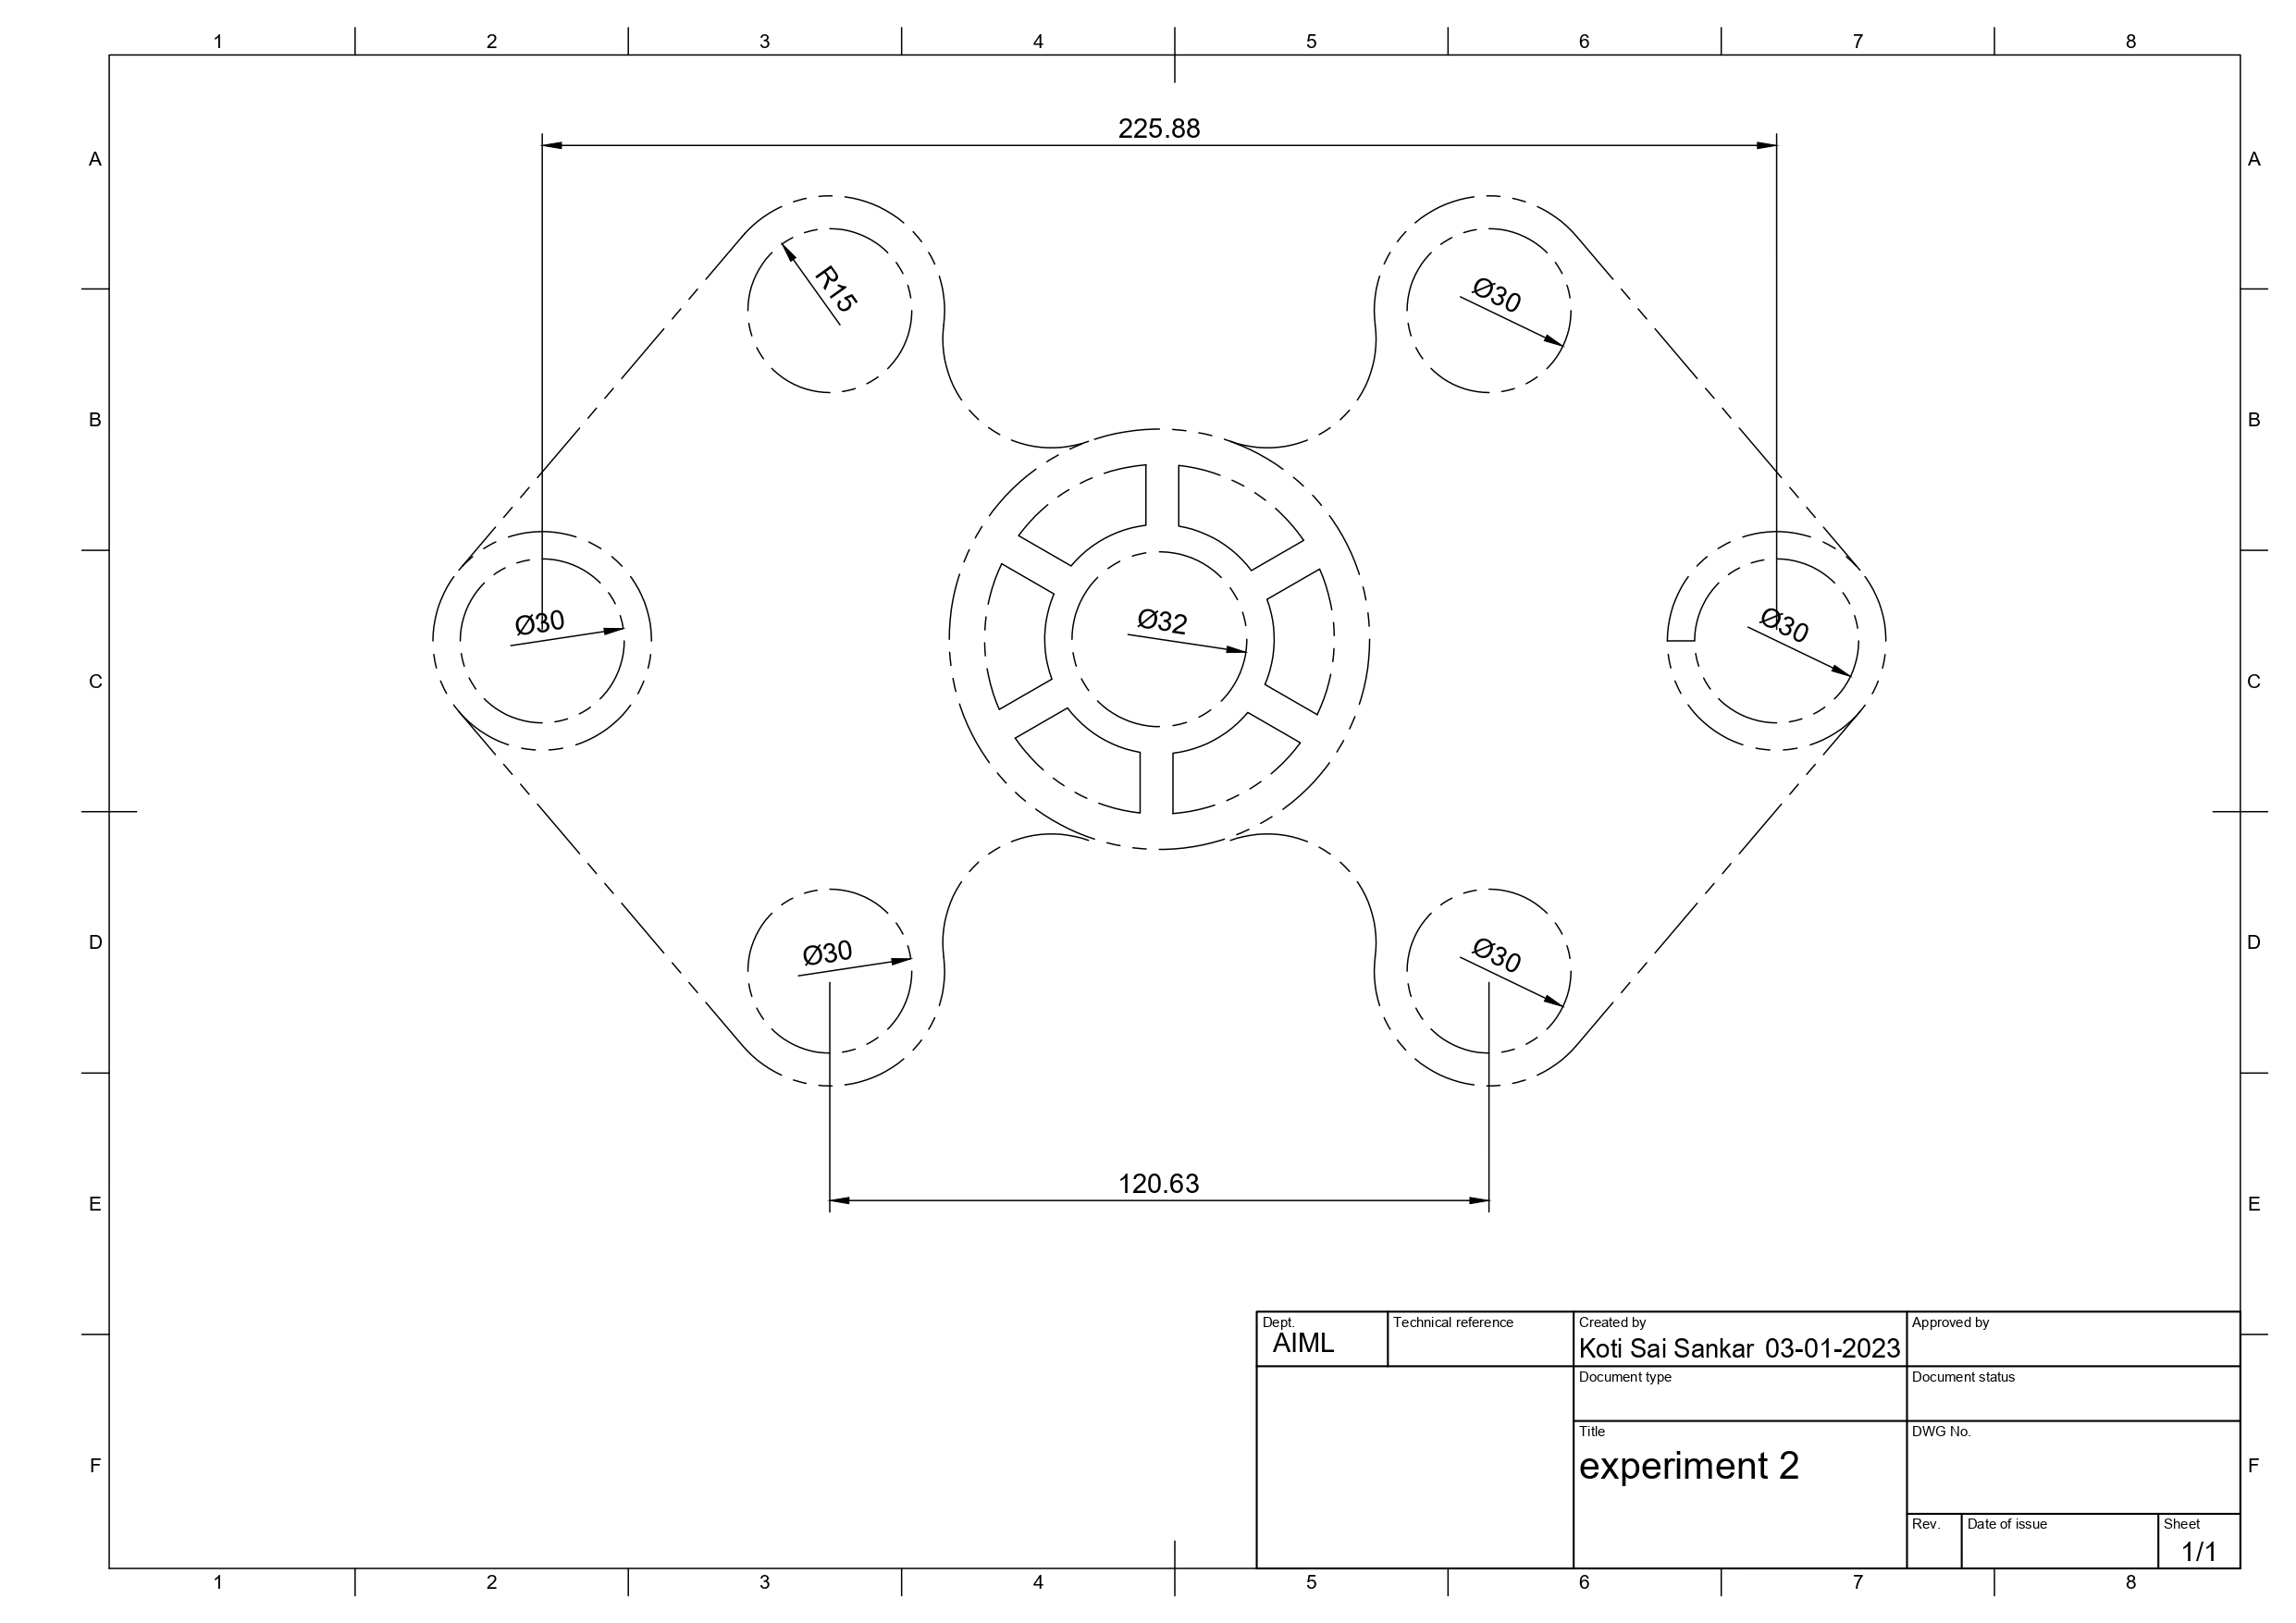 1 2 3 4 5 6 7 8
225.88
A A
R15 Ø30
B B
Ø30 Ø32 Ø30
C C
Ø30 Ø30
D D
120.63
E E
Dept. Technical reference Created by Approved by
AIML Koti Sai Sankar 03-01-2023
Document type Document status
Title DWG No.
experiment 2
F F
Rev. Date of issue Sheet
1/1
1 2 3 4 5 6 7 8